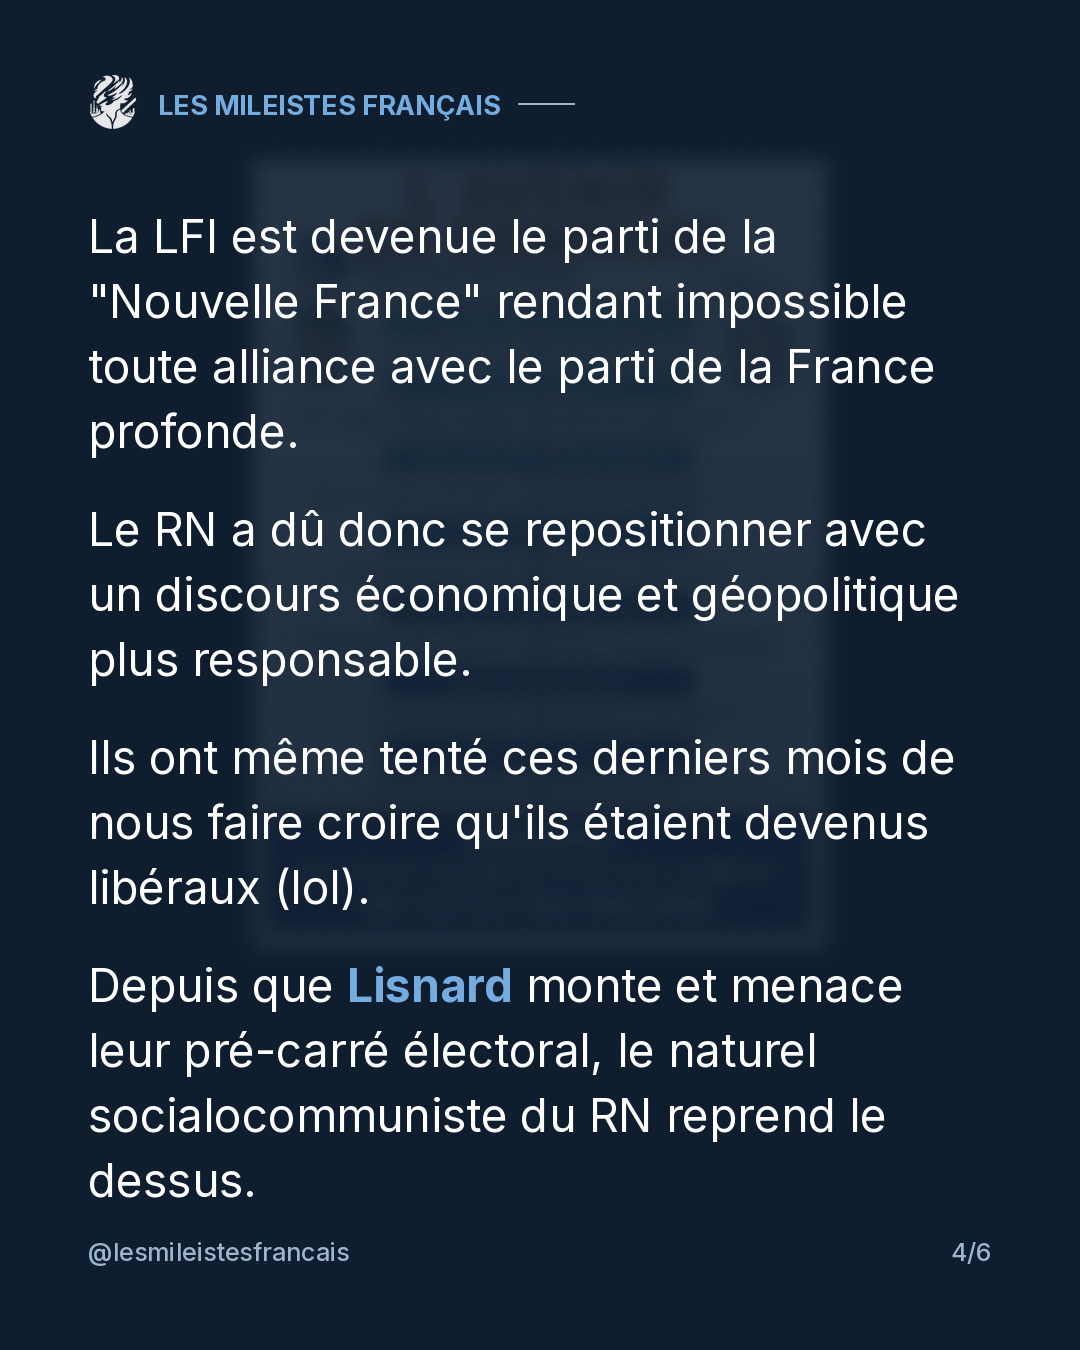 LES MILEISTES FRANÇAIS
La LFI est devenue le parti de la
"Nouvelle France" rendant impossible
toute alliance avec le parti de la France
profonde.
Le RN a dû donc se repositionner avec
un discours économique et géopolitique
plus responsable.
Ils ont même tenté ces derniers mois de
nous faire croire qu'ils étaient devenus
libéraux (lol).
Depuis que Lisnard monte et menace
leur pré-carré électoral, le naturel
socialocommuniste du RN reprend le
dessus.
@lesmileistesfrancais
4/6